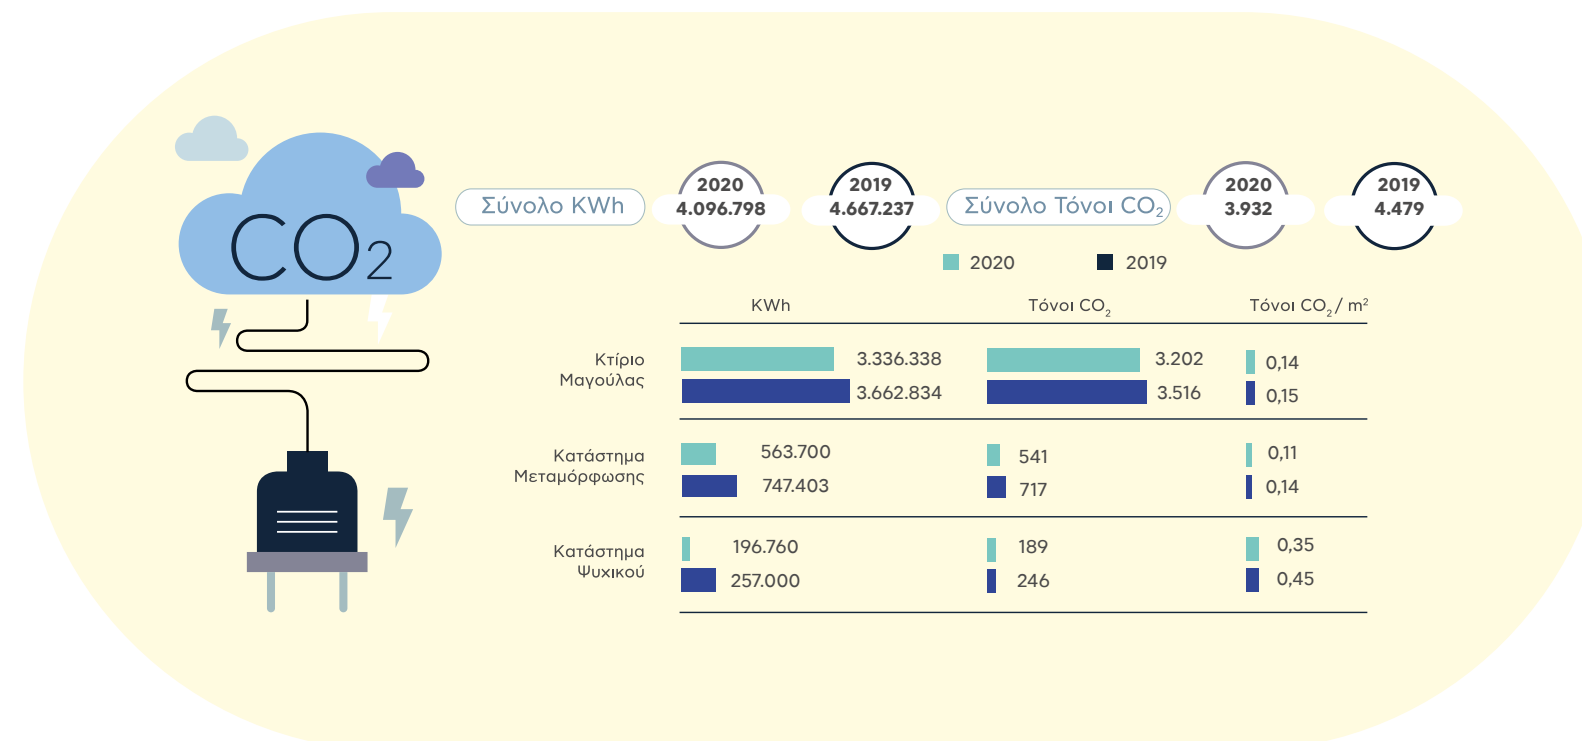 CO2
Σύνολο KWh
2020
4.096.798
2019
4.667.237
Σύνολο Τόνοι CO2
2020
3.932
2019
4.479
2020
2019
KWh
Τόνοι CO2
Τόνοι CO2 / m²
Κτίριο
Μαγούλας
3.336.338
3.202
0,14
3.662.834
3.516
0,15
Κατάστημα
Μεταμόρφωσης
563.700
541
0,11
747.403
717
0,14
Κατάστημα
Ψυχικού
196.760
189
0,35
257.000
246
0,45